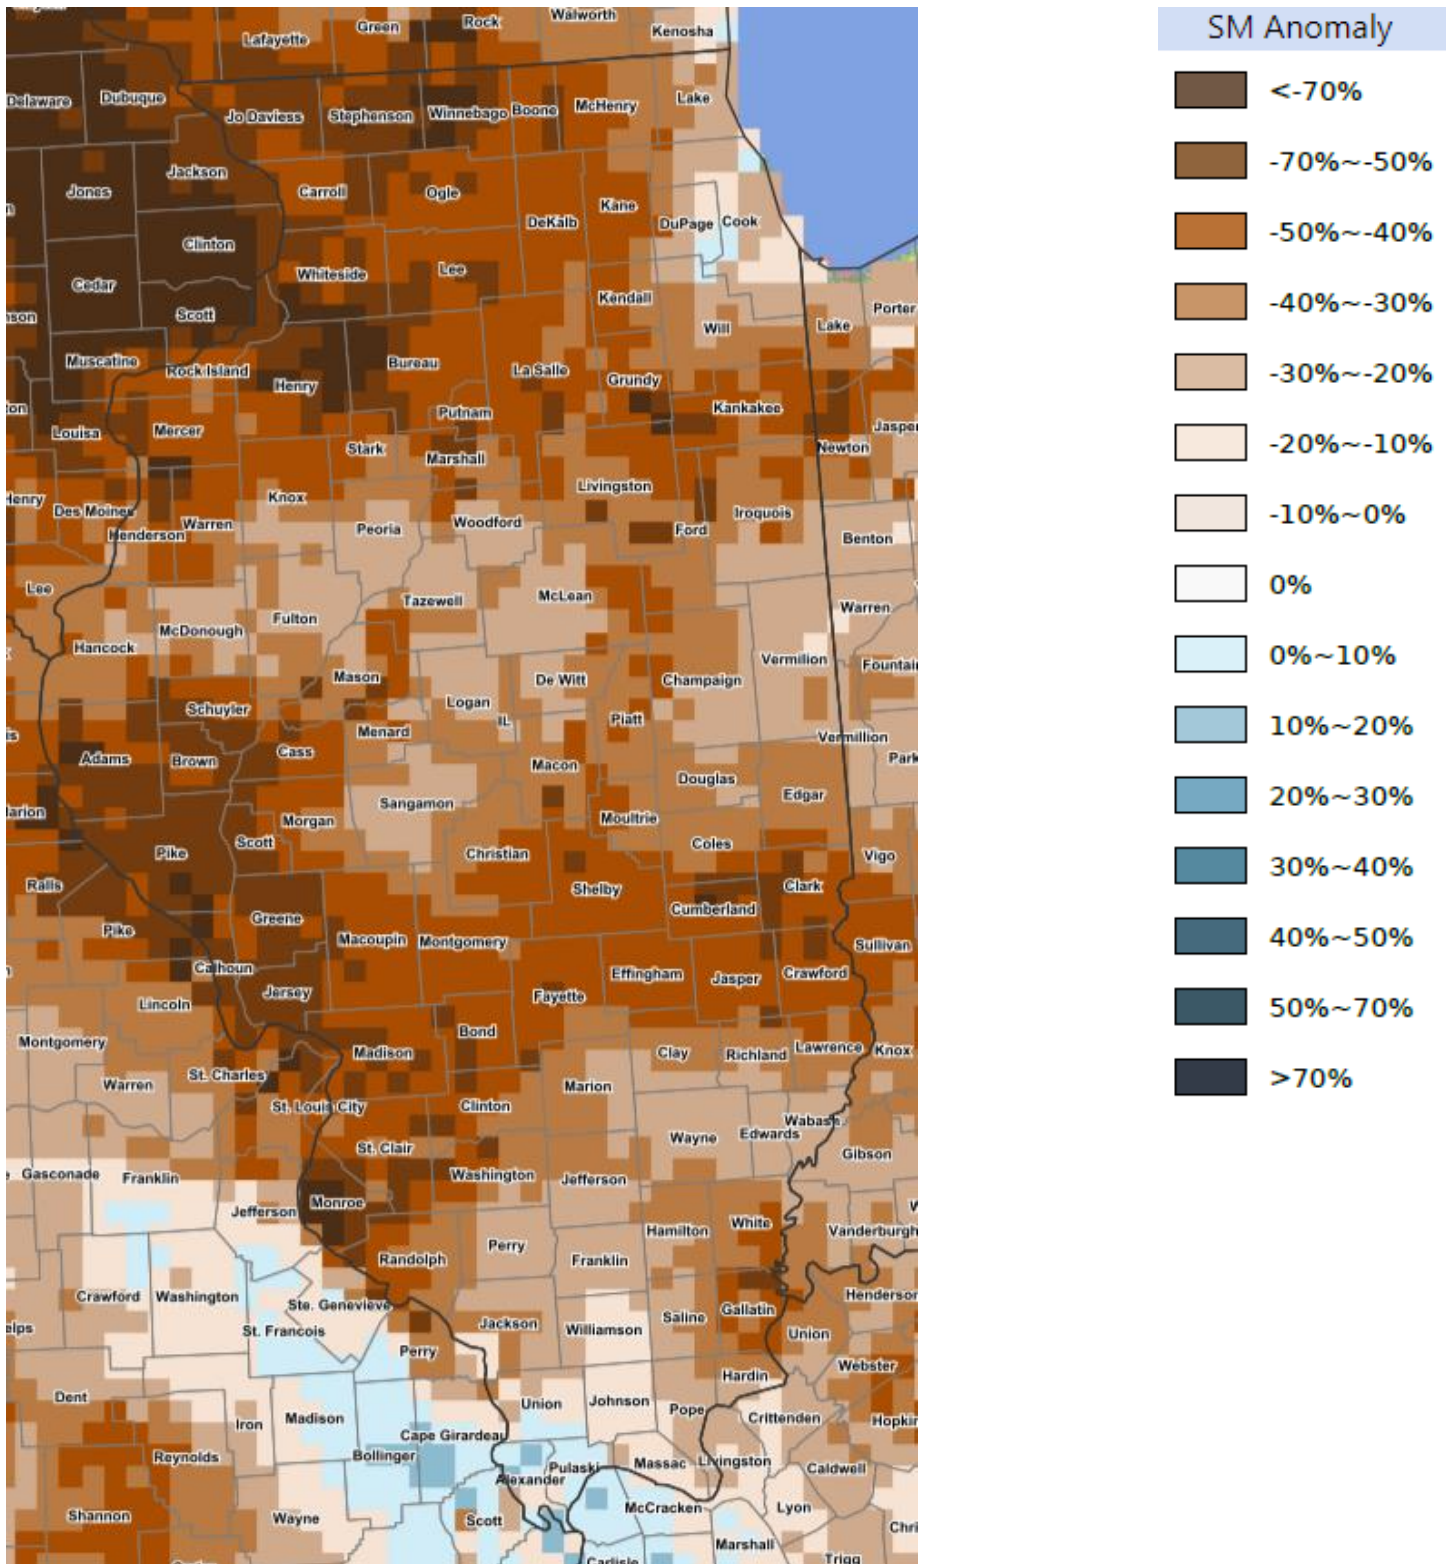 Green
Rock
Walworth
Kenosha
Lafayette
Delaware
Dubuque
Jo Daviess
Stephenson
Winnebago
Boone
McHenry
Lake
Jackson
Jones
Carroll
Ogle
Kane
DeKalb
DuPage
Cook
Clinton
Whiteside
Lee
Cedar
Kendall
Scott
Porter
Will
Lake
Muscatine
Rock Island
Bureau
La Salle
Henry
Grundy
Putnam
Kankakee
Louisa
Mercer
Jasper
Stark
Marshall
Newton
Livingston
Knox
Henry
Des Moines
Henderson
Warren
Peoria
Woodford
Ford
Iroquois
Benton
Lee
Tazewell
McLean
Warren
Fulton
McDonough
Hancock
Vermilion
Fountain
Mason
De Witt
Champaign
Logan
Schuyler
IL
Piatt
Menard
Vermillion
Cass
Adams
Brown
Macon
Park
Douglas
Edgar
Sangamon
Marion
Morgan
Moultrie
Scott
Coles
Pike
Christian
Vigo
Ralls
Shelby
Clark
Cumberland
Greene
Pike
Macoupin
Montgomery
Sullivan
Calhoun
Effingham
Jasper
Crawford
Jersey
Fayette
Lincoln
Bond
Montgomery
Madison
Clay
Richland
Lawrence
Knox
St. Charles
Warren
Marion
St. Louis City
Clinton
Wabash
Wayne
Edwards
St. Clair
Gibson
Gasconade
Franklin
Washington
Jefferson
Monroe
Jefferson
White
Hamilton
Vanderburgh
Perry
Randolph
Franklin
Crawford
Washington
Henderson
Ste. Genevieve
Gallatin
Saline
Jackson
St. Francois
Williamson
Union
elps
Perry
Webster
Hardin
Dent
Union
Johnson
Pope
Crittenden
Madison
Iron
Hopkin
Cape Girardeau
Reynolds
Bollinger
Massac
Livingston
Pulaski
Caldwell
Alexander
McCracken
Lyon
Shannon
Wayne
Scott
Chri
Marshall
Carlisle
Trigg
SM Anomaly
<-70%
-70%~-50%
-50%~-40%
-40%~-30%
-30%~-20%
-20%~-10%
-10%~0%
0%
0%~10%
10%~20%
20%~30%
30%~40%
40%~50%
50%~70%
>70%